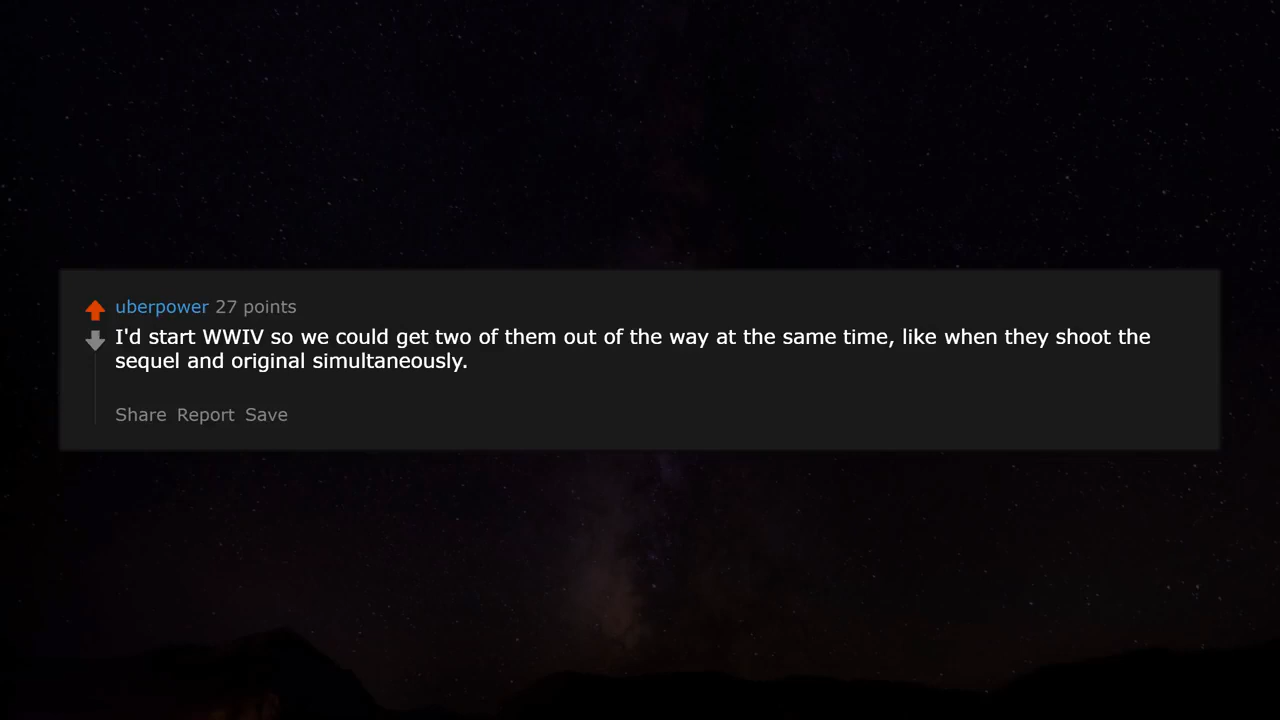 uberpower 27 points
I'd start WWIV so we could get two of them out of the way at the same time, like when they shoot the
sequel and original simultaneously.
Share Report Save